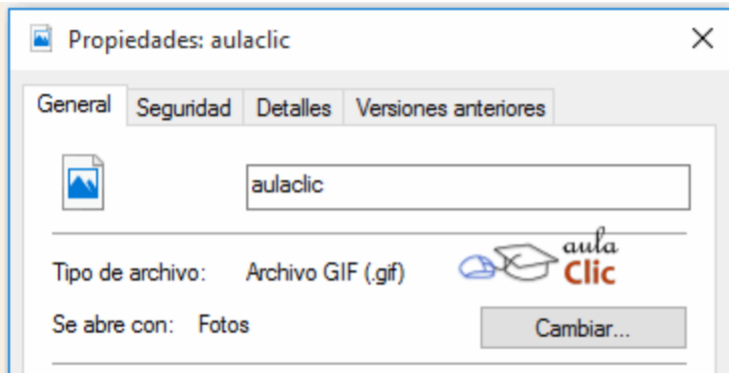 Propiedades: aulaclic
General Seguridad Detalles Versiones anteriores
aulaclic
aula
Clic
Tipo de archivo: Archivo GIF (.gif)
Se abre con: Fotos Cambiar...